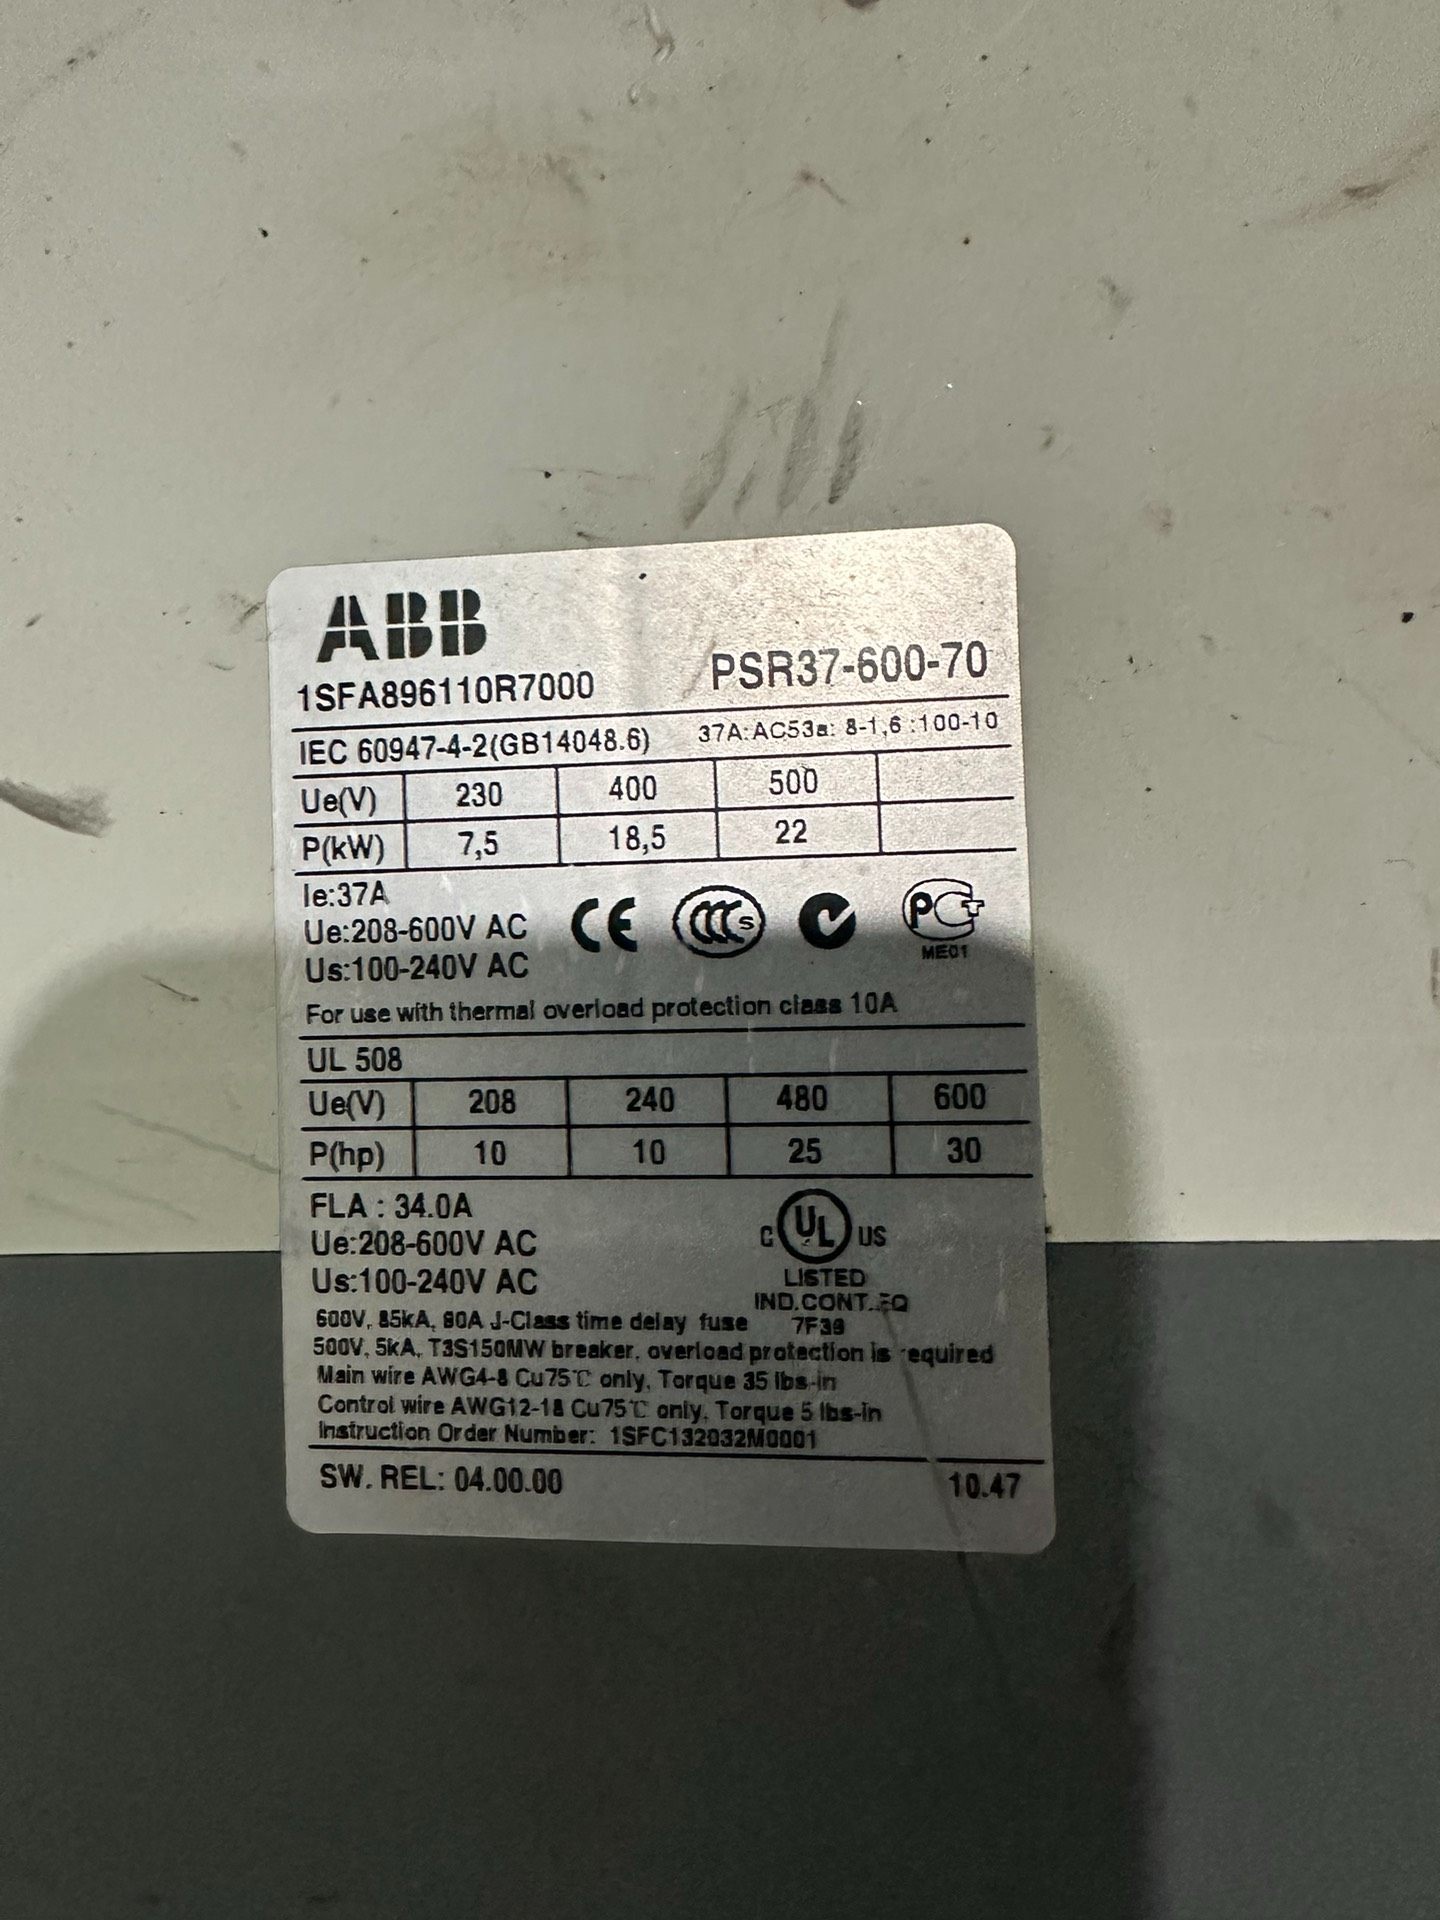 ABB
1SFA896110R7000 PSR37-600-70
IEC 60947-4-2(GB14048.6) 37A:AC53a: 8-1,6:100-10
Ue(V) 230 400 500
P(kW) 7,5 18,5 22
Ie:37A
Ue:208-600V AC
Us:100-240V AC
CE CCC S PCT
ME01
For use with thermal overload protection class 10A
UL 508
Ue(V) 208 240 480 600
P(hp) 10 10 25 30
FLA : 34.0A
Ue:208-600V AC
Us:100-240V AC
C UL US
LISTED
IND.CONT.EQ
7F39
600V, 85kA, 80A J-Class time delay fuse
500V, 5kA, T3S150MW breaker, overload protection is required
Main wire AWG4-8 Cu75℃ only, Torque 35 lbs-in
Control wire AWG12-18 Cu75℃ only, Torque 5 lbs-in
Instruction Order Number: 1SFC132032M0001
SW. REL: 04.00.00 10.47